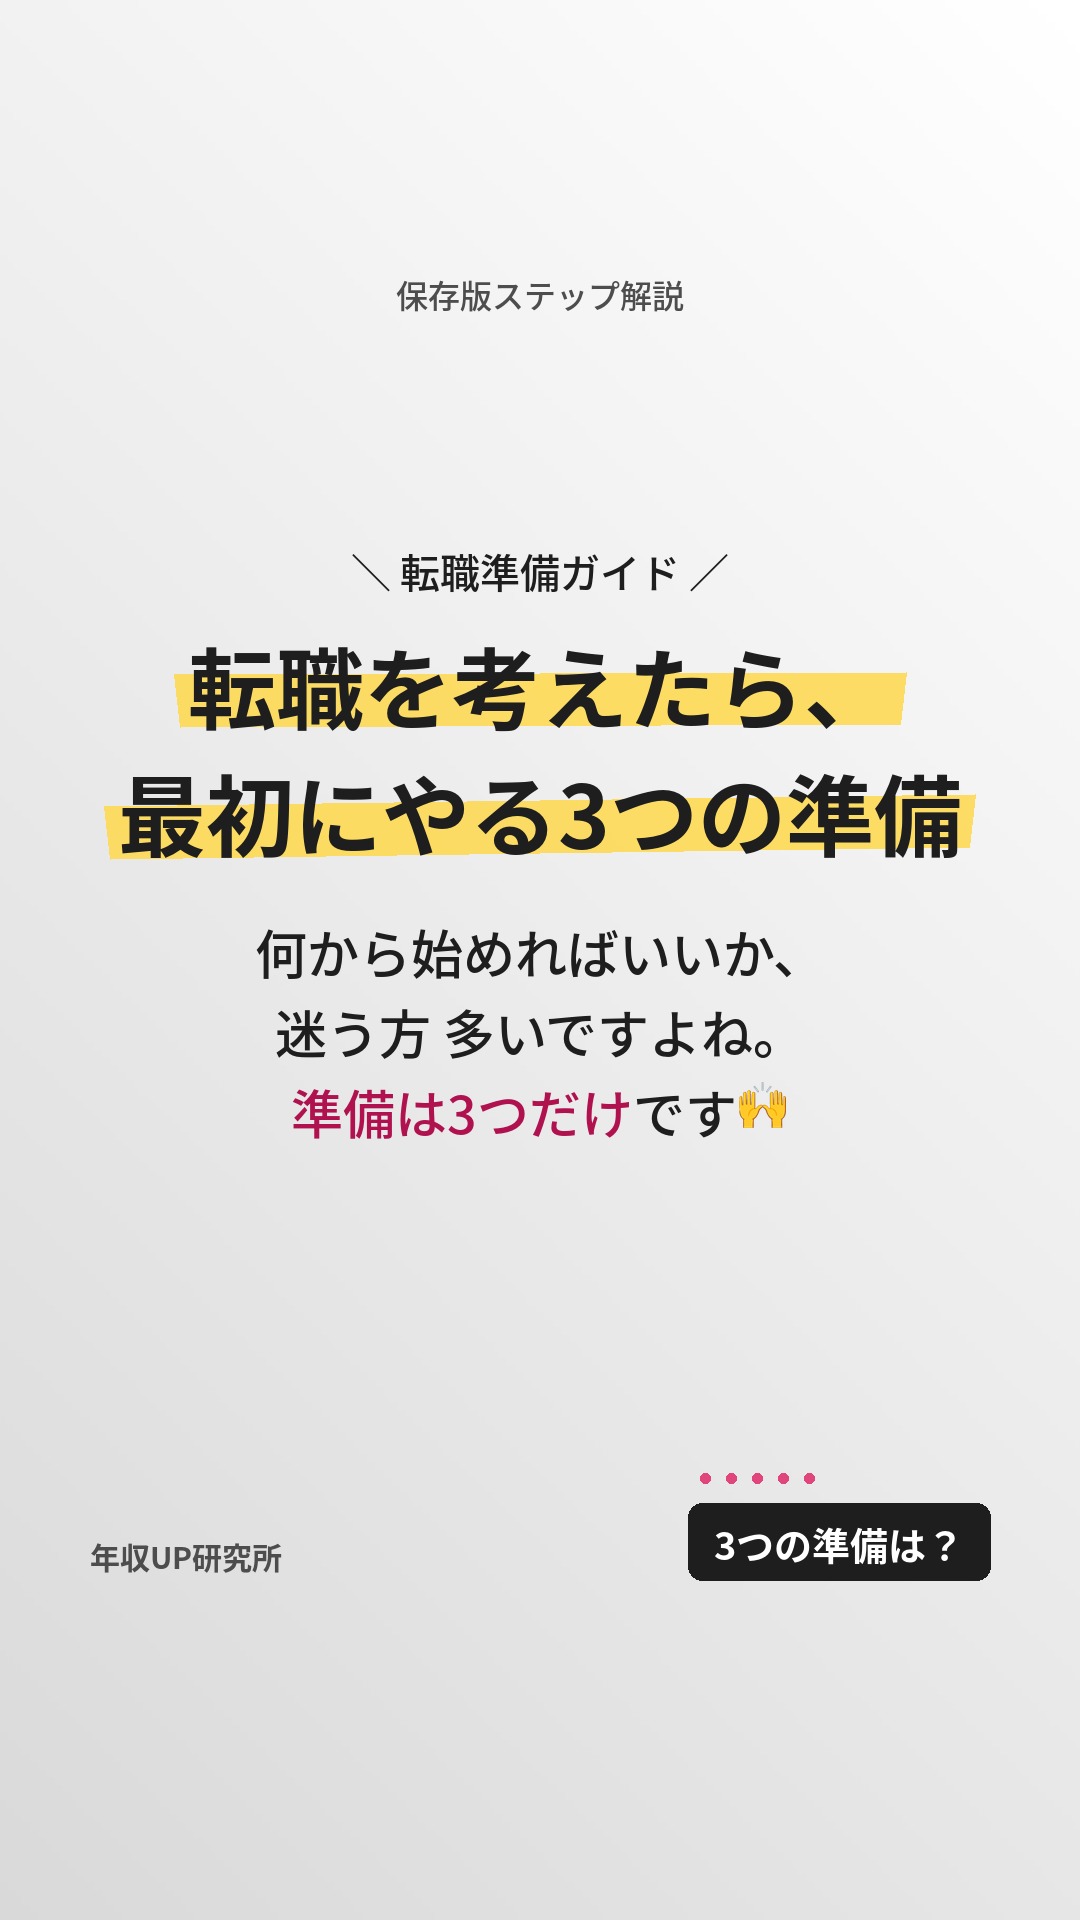 保存版ステップ解説
＼ 転職準備ガイド ／
転職を考えたら、
最初にやる3つの準備
何から始めればいいか、
迷う方 多いですよね。
準備は3つだけです🙌
3つの準備は？
年収UP研究所